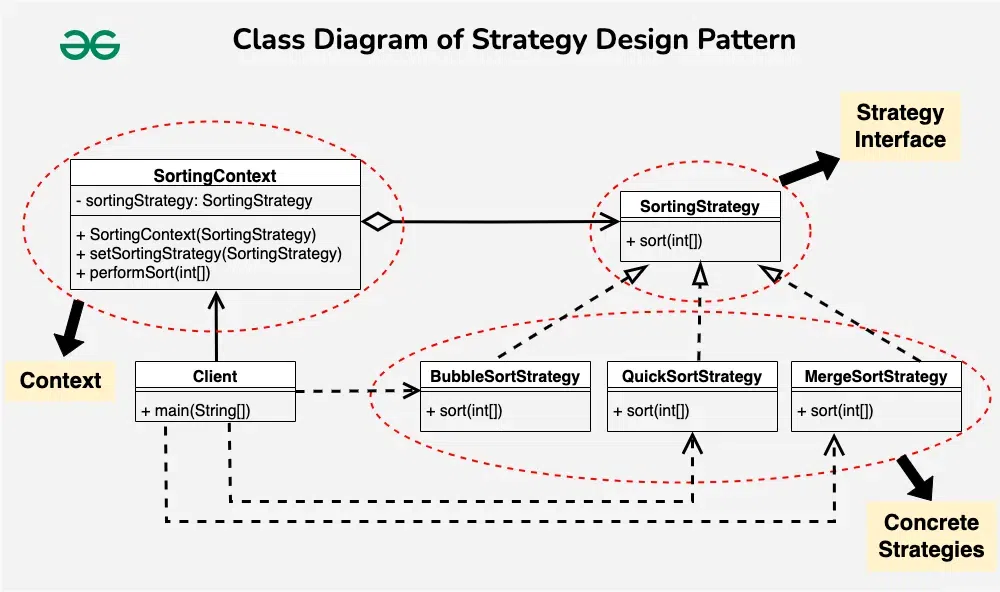 Class Diagram of Strategy Design Pattern
Strategy
Interface
SortingContext
- sortingStrategy: SortingStrategy
+ SortingContext(SortingStrategy)
+ setSortingStrategy(SortingStrategy)
+ performSort(int[])
SortingStrategy
+ sort(int[])
Context
Client
+ main(String[])
BubbleSortStrategy
+ sort(int[])
QuickSortStrategy
+ sort(int[])
MergeSortStrategy
+ sort(int[])
Concrete
Strategies